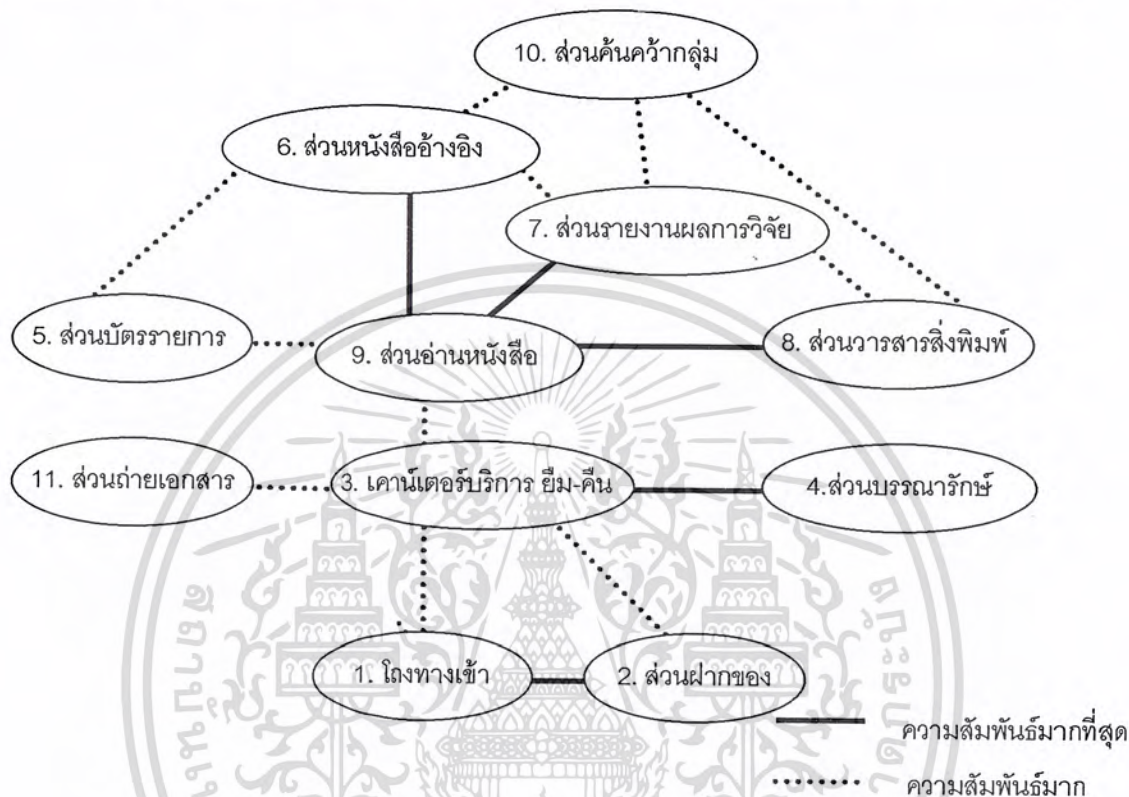 10. ส่วนค้นคว้ากลุ่ม
6. ส่วนหนังสืออ้างอิง
7. ส่วนรายงานผลการวิจัย
5. ส่วนบัตรรายการ
9. ส่วนอ่านหนังสือ
8. ส่วนวารสารสิ่งพิมพ์
11. ส่วนถ่ายเอกสาร
3. เคาน์เตอร์บริการ ยืม-คืน
4.ส่วนบรรณารักษ์
1. โถงทางเข้า
2. ส่วนฝากของ
ความสัมพันธ์มากที่สุด
ความสัมพันธ์มาก